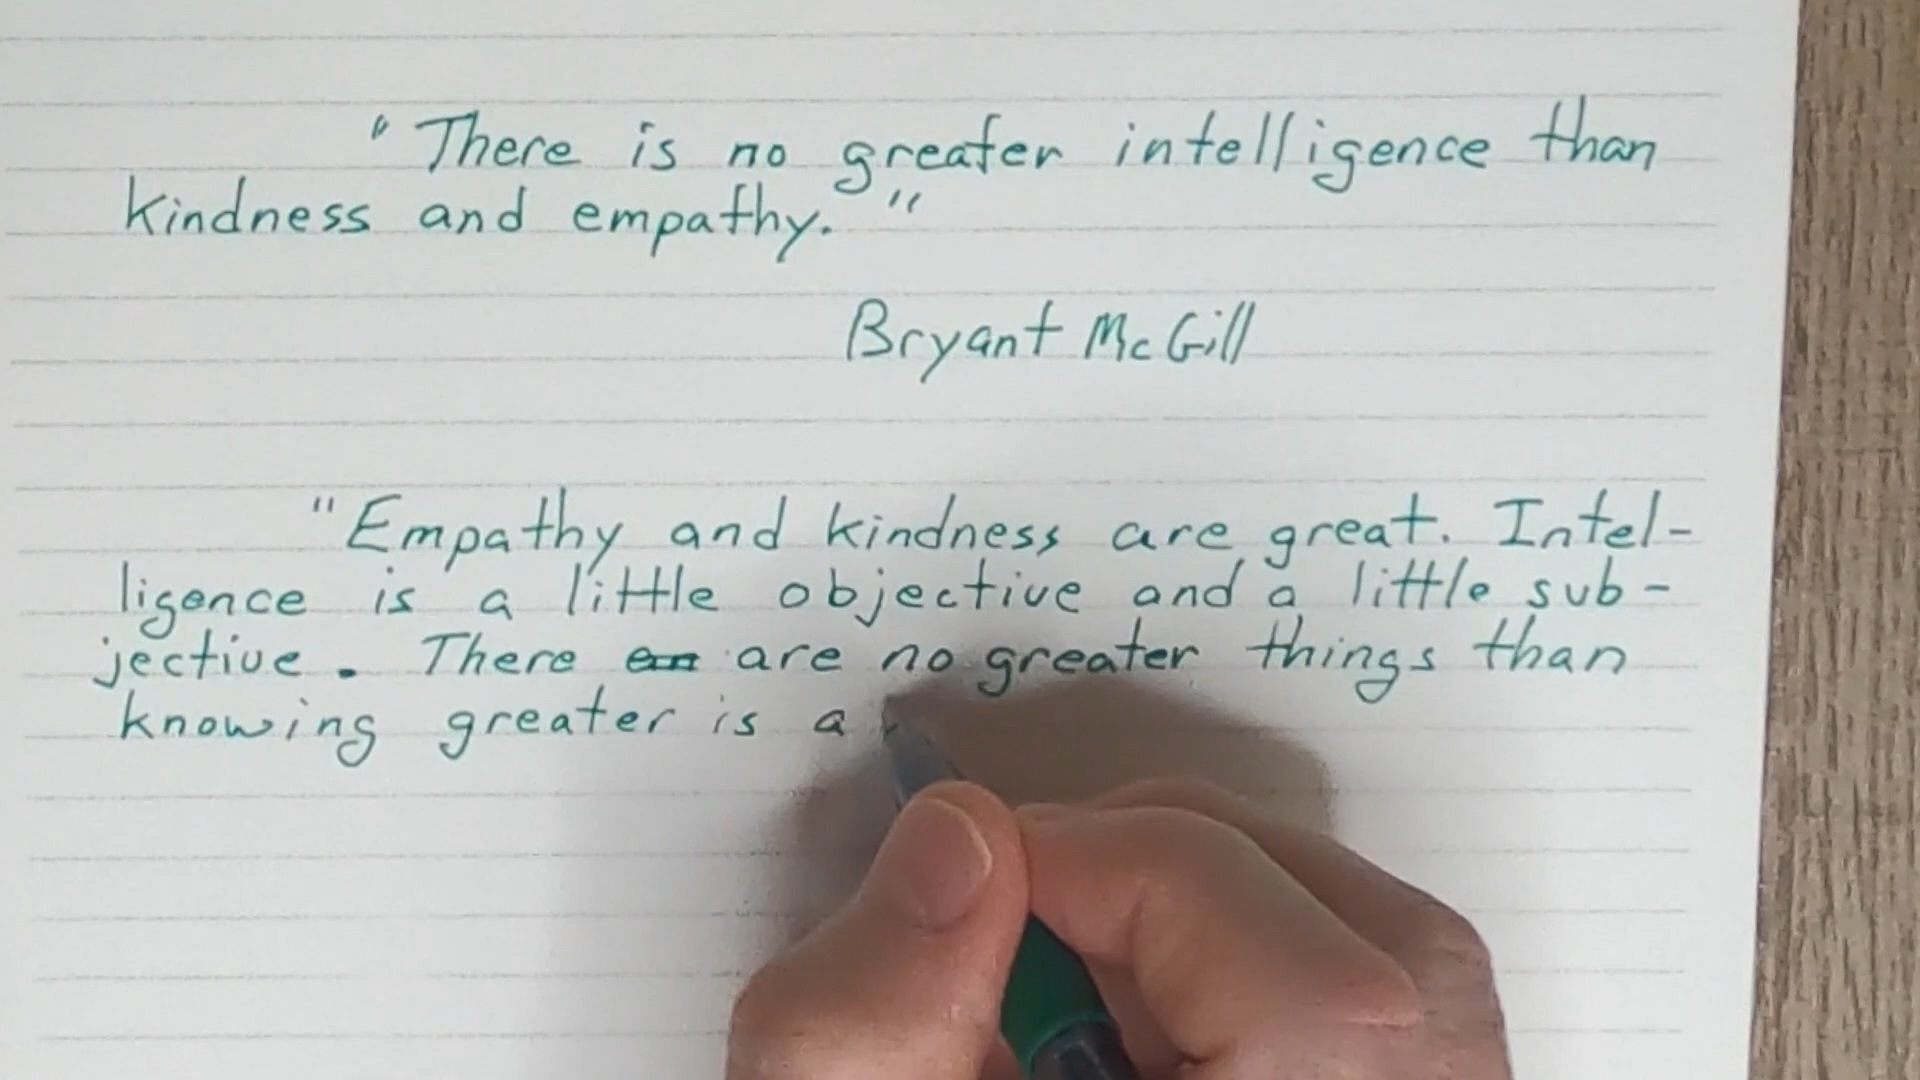 "There is no greater intelligence than
kindness and empathy."
Bryant McGill
"Empathy and kindness are great. Intel-
ligence is a little objective and a little sub-
jective. There are no greater things than
knowing greater is a